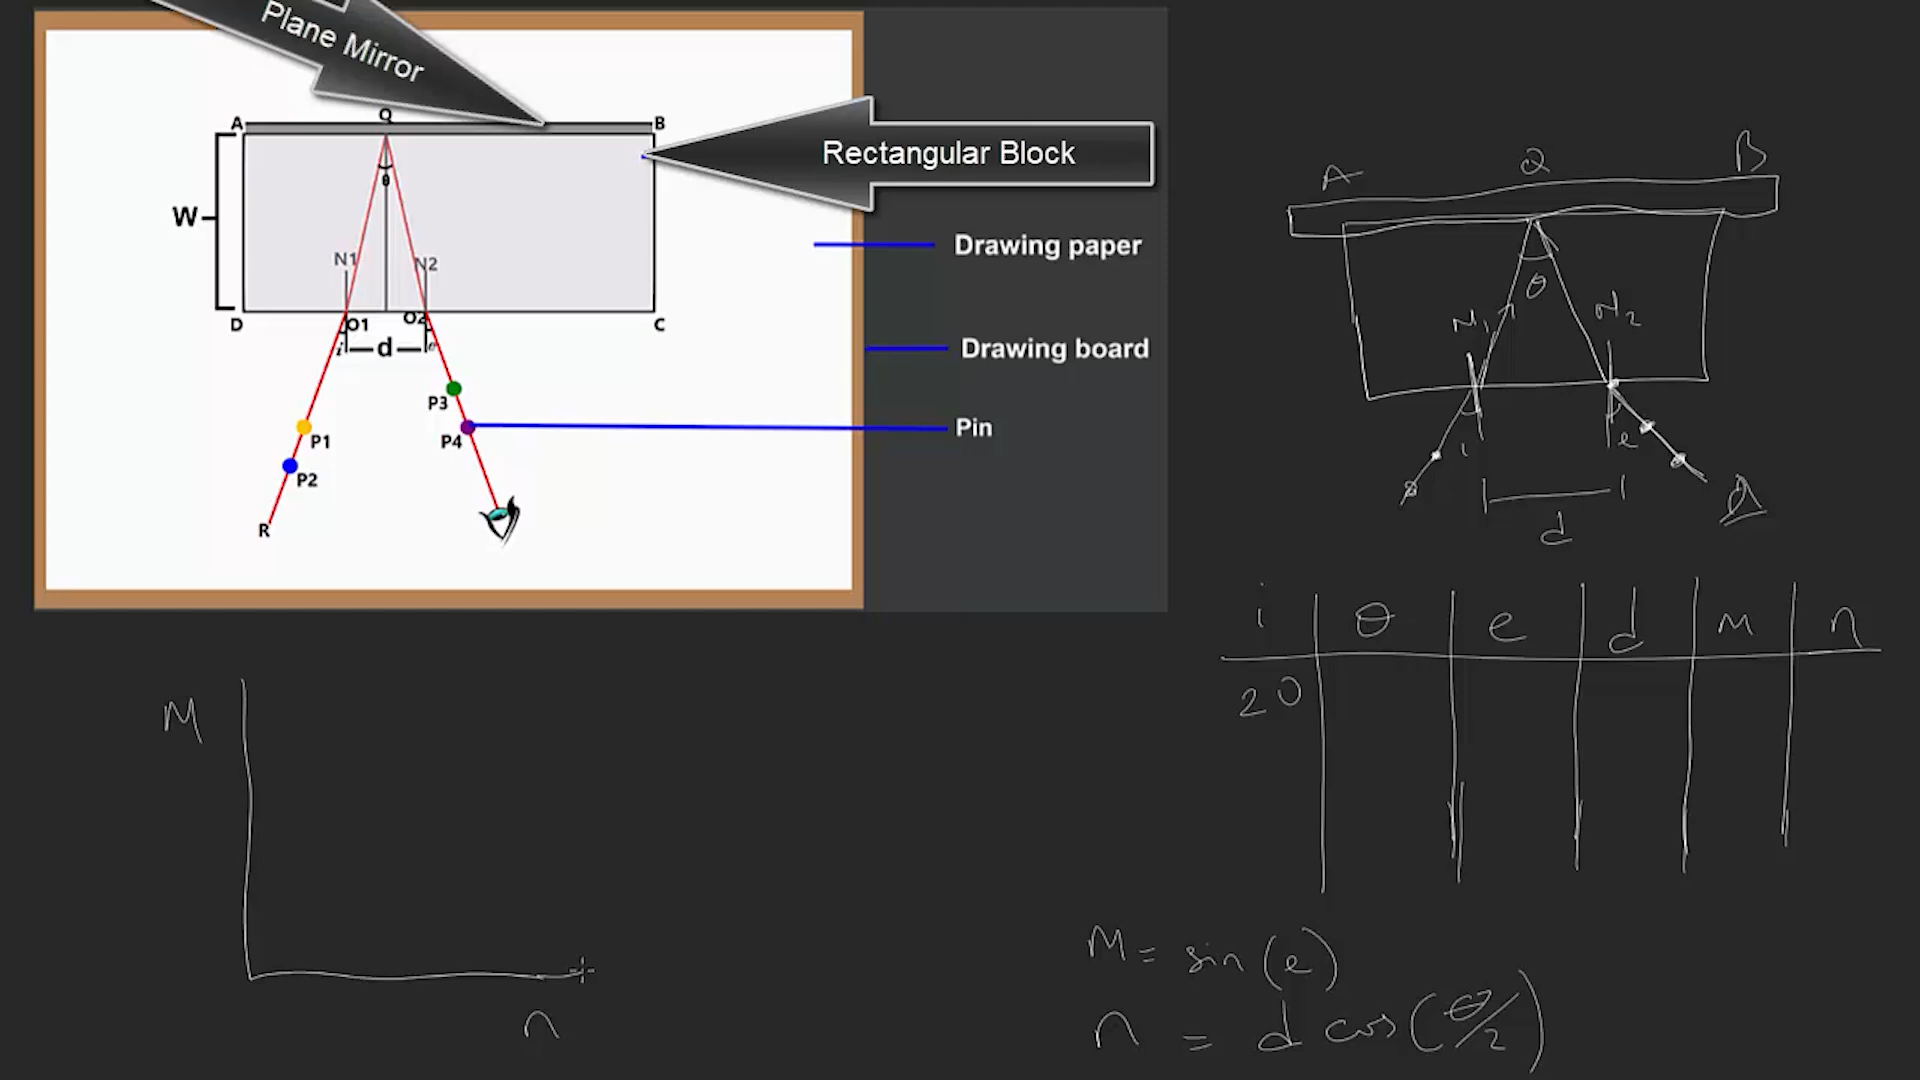 Plane Mirror
Rectangular Block
A
Q
B
W
θ
N1
N2
D
O1
O2
C
i
d
e
P1
P2
P3
P4
R
Drawing paper
Drawing board
Pin
A
Q
B
θ
N1
N2
i
e
d
i θ e d M n
20
M
n
M = sin(e)
n = d cos(θ/2)